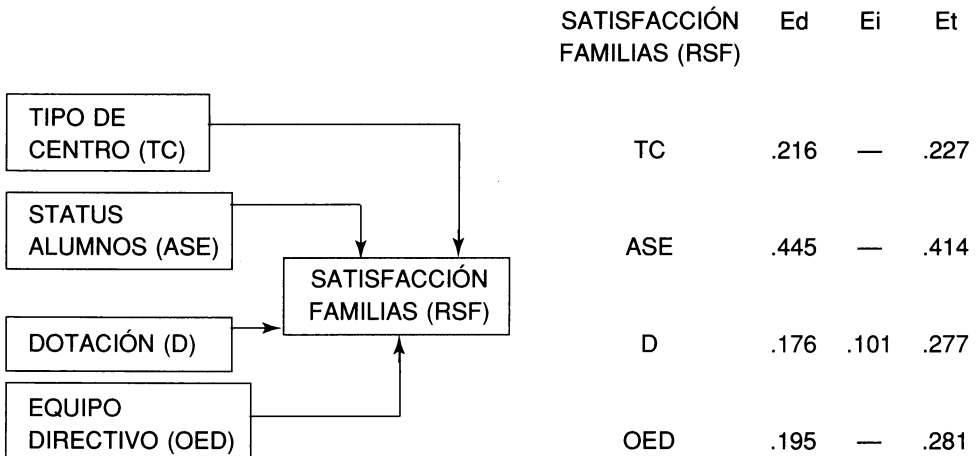 SATISFACCIÓN Ed Ei Et
FAMILIAS (RSF)
TIPO DE
CENTRO (TC)
TC .216 — .227
STATUS
ALUMNOS (ASE)
ASE .445 — .414
SATISFACCIÓN
FAMILIAS (RSF)
DOTACIÓN (D)
D .176 .101 .277
EQUIPO
DIRECTIVO (OED)
OED .195 — .281